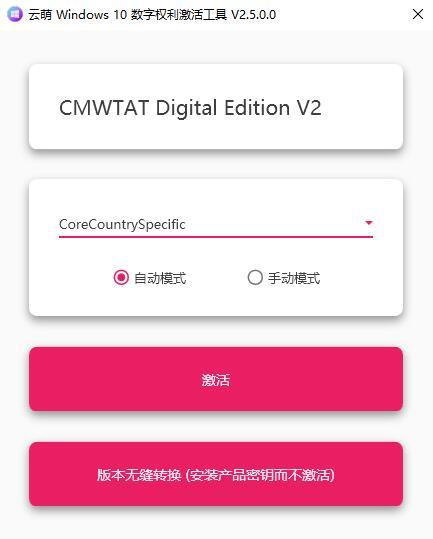 云萌 Windows 10 数字权利激活工具 V2.5.0.0
CMWTAT Digital Edition V2
CoreCountrySpecific
自动模式 手动模式
激活
版本无缝转换 (安装产品密钥而不激活)